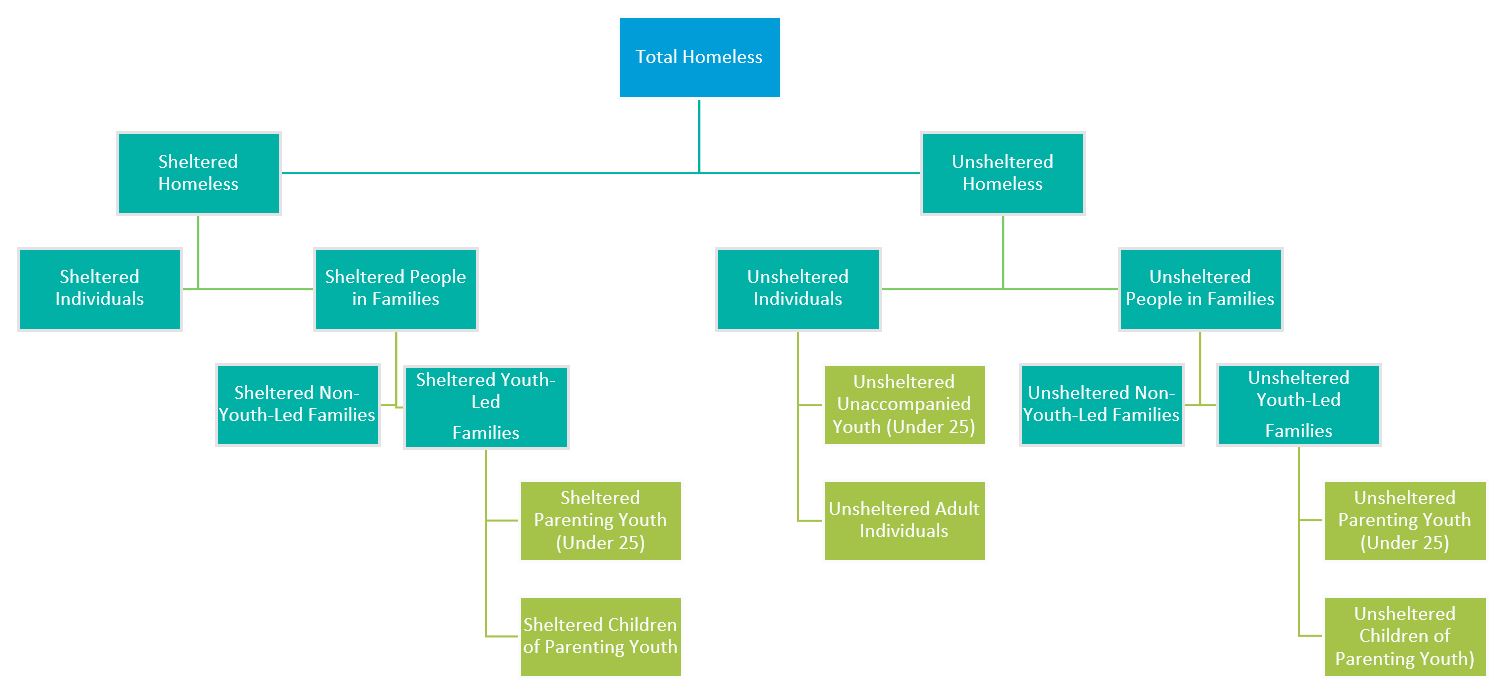 Total Homeless
Sheltered
Homeless
Unsheltered
Homeless
Sheltered
Individuals
Sheltered People
in Families
Unsheltered
Individuals
Unsheltered
People in Families
Sheltered Non-
Youth-Led Families
Sheltered Youth-
Led
Families
Unsheltered
Unaccompanied
Youth (Under 25)
Unsheltered Non-
Youth-Led Families
Unsheltered
Youth-Led
Families
Sheltered
Parenting Youth
(Under 25)
Unsheltered Adult
Individuals
Unsheltered
Parenting Youth
(Under 25)
Sheltered Children
of Parenting Youth
Unsheltered
Children of
Parenting Youth)